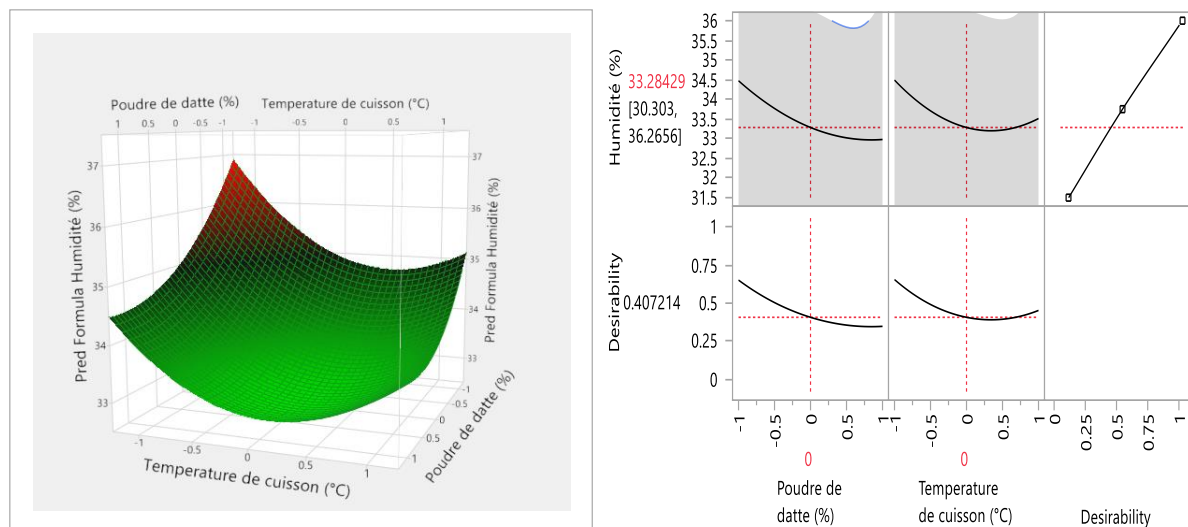 Poudre de datte (%) Temperature de cuisson (°C)
1 0.5 0 -0.5 -1 -1 -0.5 0 0.5 1
37
36
35
34
33
Pred Formula Humidité (%)
37
36
35
34
33
Pred Formula Humidité (%)
-1 -0.5 0 0.5 1
Temperature de cuisson (°C)
-1
-0.5
0
0.5
1
Poudre de datte (%)
Humidité (%)
33.28429
[30.303,
36.2656]
36
35.5
35
34.5
34
33.5
33
32.5
32
31.5
Desirability
0.407214
1
0.75
0.5
0.25
0
-1 -0.5 0 0.5 1
-1 -0.5 0 0.5 1
0 0.25 0.5 0.75 1
0 0
Poudre de
datte (%)
Temperature
de cuisson (°C)
Desirability